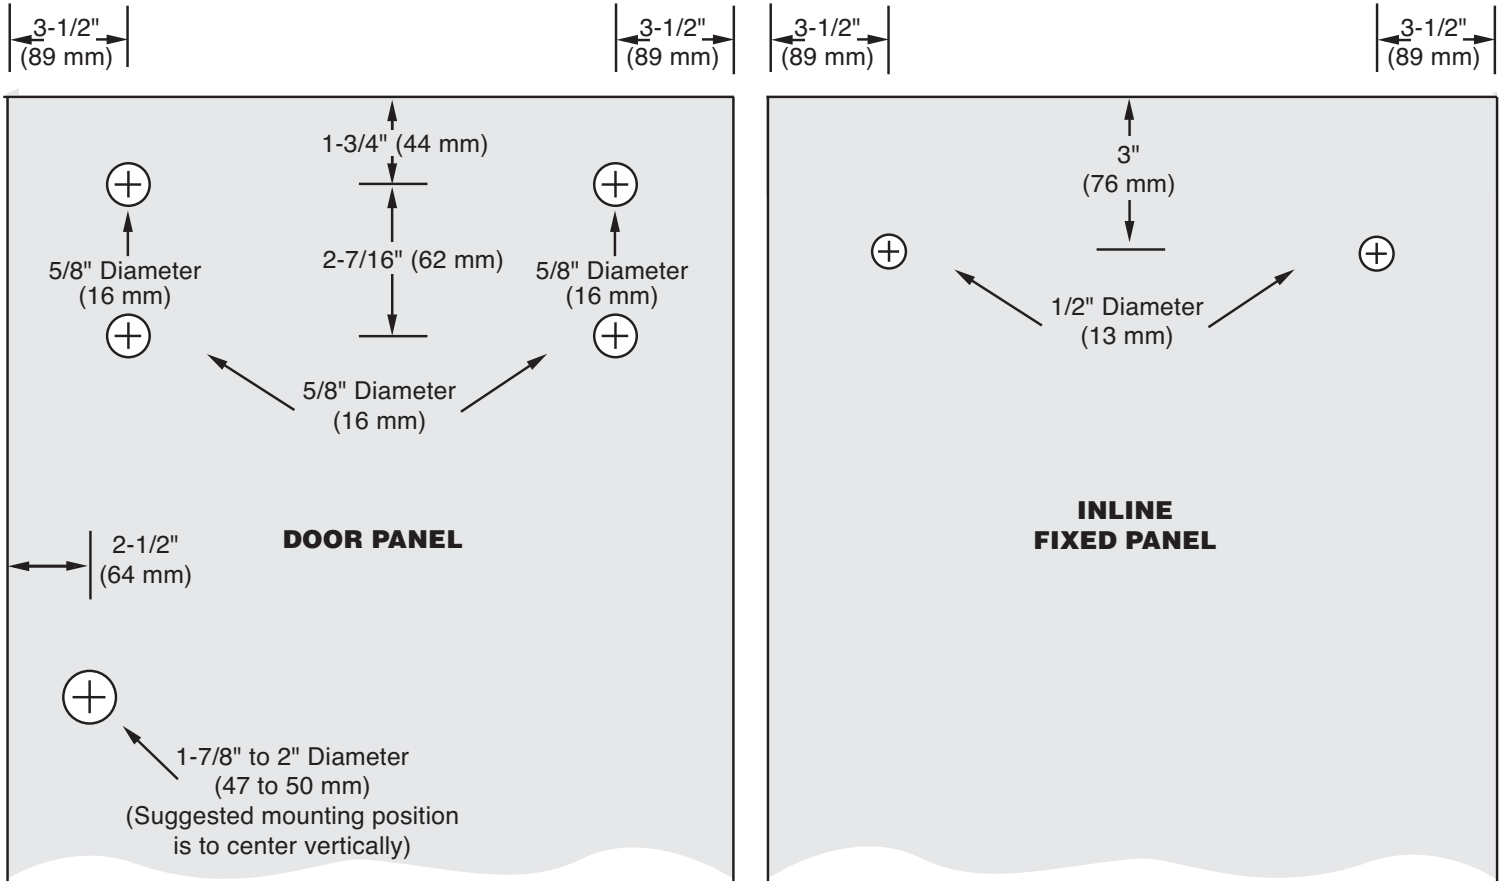 3-1/2"
(89 mm)
3-1/2"
(89 mm)
3-1/2"
(89 mm)
3-1/2"
(89 mm)
1-3/4" (44 mm)
2-7/16" (62 mm)
5/8" Diameter
(16 mm)
5/8" Diameter
(16 mm)
5/8" Diameter
(16 mm)
DOOR PANEL
2-1/2"
(64 mm)
1-7/8" to 2" Diameter
(47 to 50 mm)
(Suggested mounting position
is to center vertically)
3"
(76 mm)
1/2" Diameter
(13 mm)
INLINE
FIXED PANEL